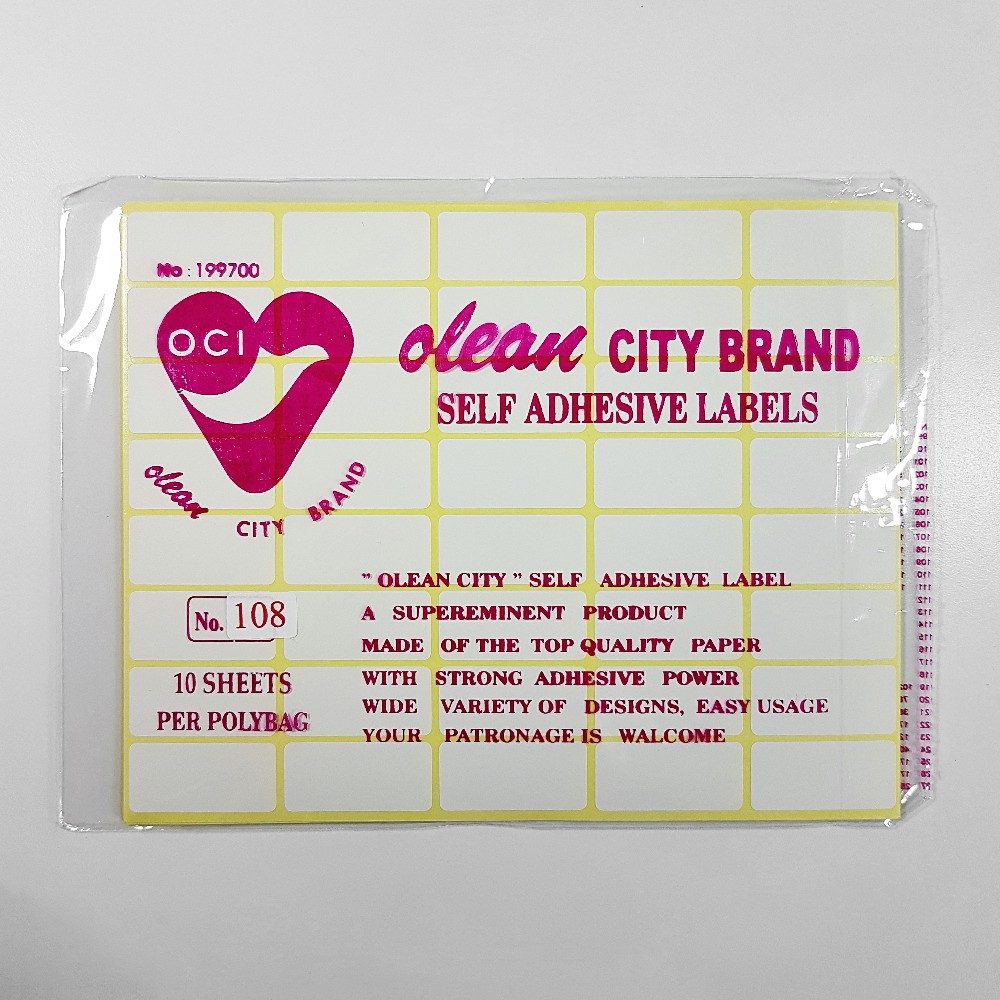 No : 199700
OCI
olean CITY BRAND
SELF ADHESIVE LABELS
olean CITY BRAND
" OLEAN CITY " SELF ADHESIVE LABEL
A SUPEREMINENT PRODUCT
MADE OF THE TOP QUALITY PAPER
WITH STRONG ADHESIVE POWER
WIDE VARIETY OF DESIGNS, EASY USAGE
YOUR PATRONAGE IS WALCOME
No. 108
10 SHEETS
PER POLYBAG